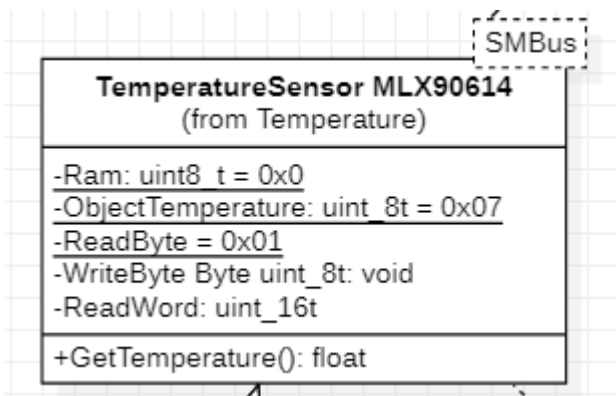 SMBus
TemperatureSensor MLX90614
(from Temperature)
-Ram: uint8_t = 0x0
-ObjectTemperature: uint_8t = 0x07
-ReadByte = 0x01
-WriteByte Byte uint_8t: void
-ReadWord: uint_16t
+GetTemperature(): float